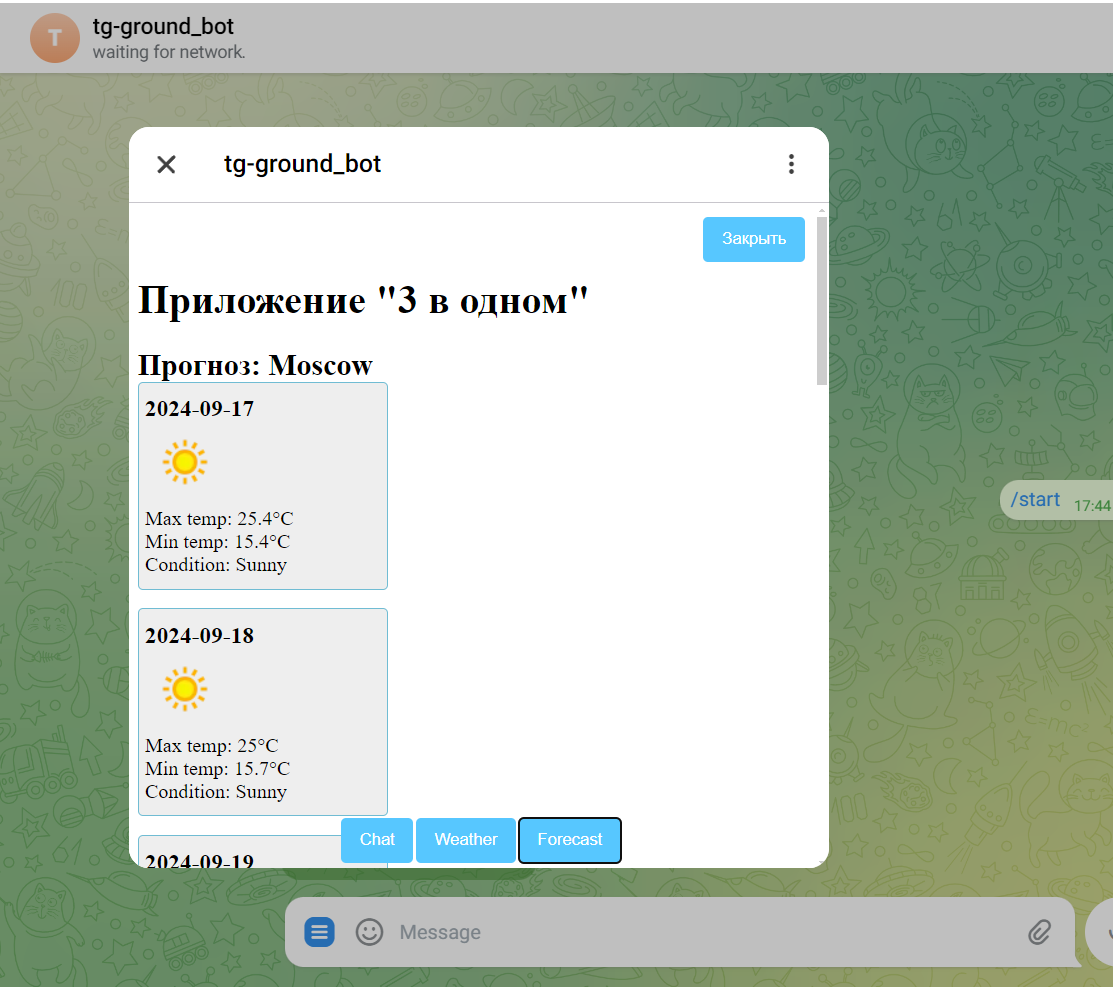 T
tg-ground_bot
waiting for network.
tg-ground_bot
Закрыть
Приложение "3 в одном"
Прогноз: Moscow
2024-09-17
Max temp: 25.4°C
Min temp: 15.4°C
Condition: Sunny
/start 17:44
2024-09-18
Max temp: 25°C
Min temp: 15.7°C
Condition: Sunny
Chat Weather Forecast
2024-09-19
Message